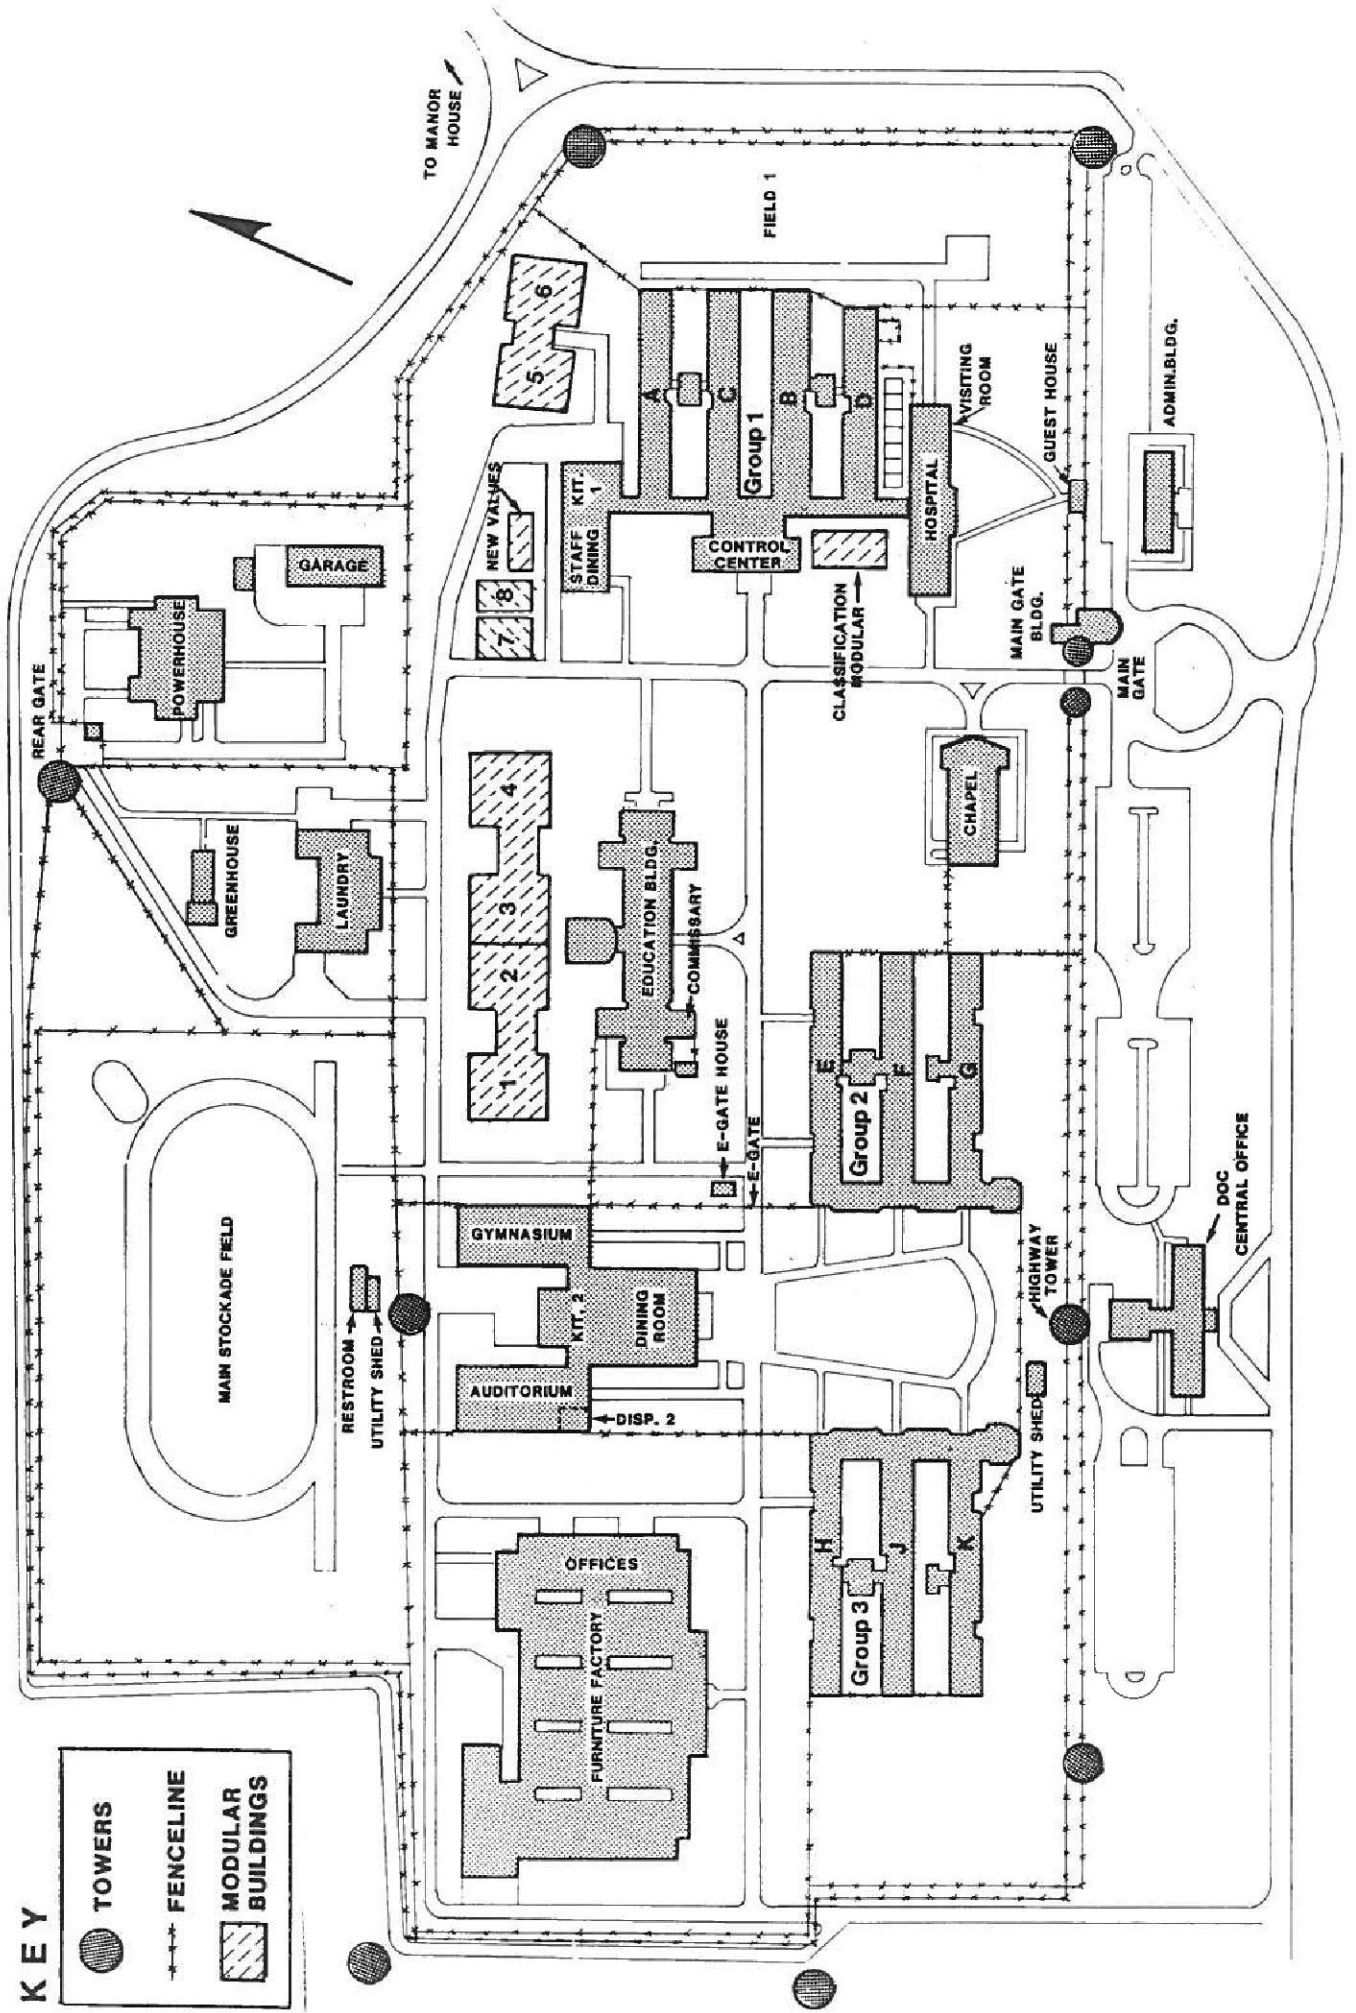 KEY
TOWERS
FENCELINE
MODULAR
BUILDINGS
MAIN STOCKADE FIELD
RESTROOM
UTILITY SHED
REAR GATE
GREENHOUSE
LAUNDRY
POWERHOUSE
GARAGE
TO MANOR
HOUSE
OFFICES
FURNITURE FACTORY
AUDITORIUM
GYMNASIUM
KIT. 2
DINING
ROOM
DISP. 2
1
2
3
4
EDUCATION BLDG.
COMMISSARY
E-GATE HOUSE
E-GATE
7
8
NEW VALUES
5
6
STAFF
DINING
KIT.
1
A
C
Group 1
B
D
CONTROL
CENTER
CLASSIFICATION
MODULAR
HOSPITAL
VISITING
ROOM
FIELD 1
H
Group 3
J
K
E
Group 2
F
G
CHAPEL
UTILITY SHED
HIGHWAY
TOWER
MAIN GATE
BLDG.
MAIN
GATE
GUEST HOUSE
ADMIN.BLDG.
DOC
CENTRAL OFFICE